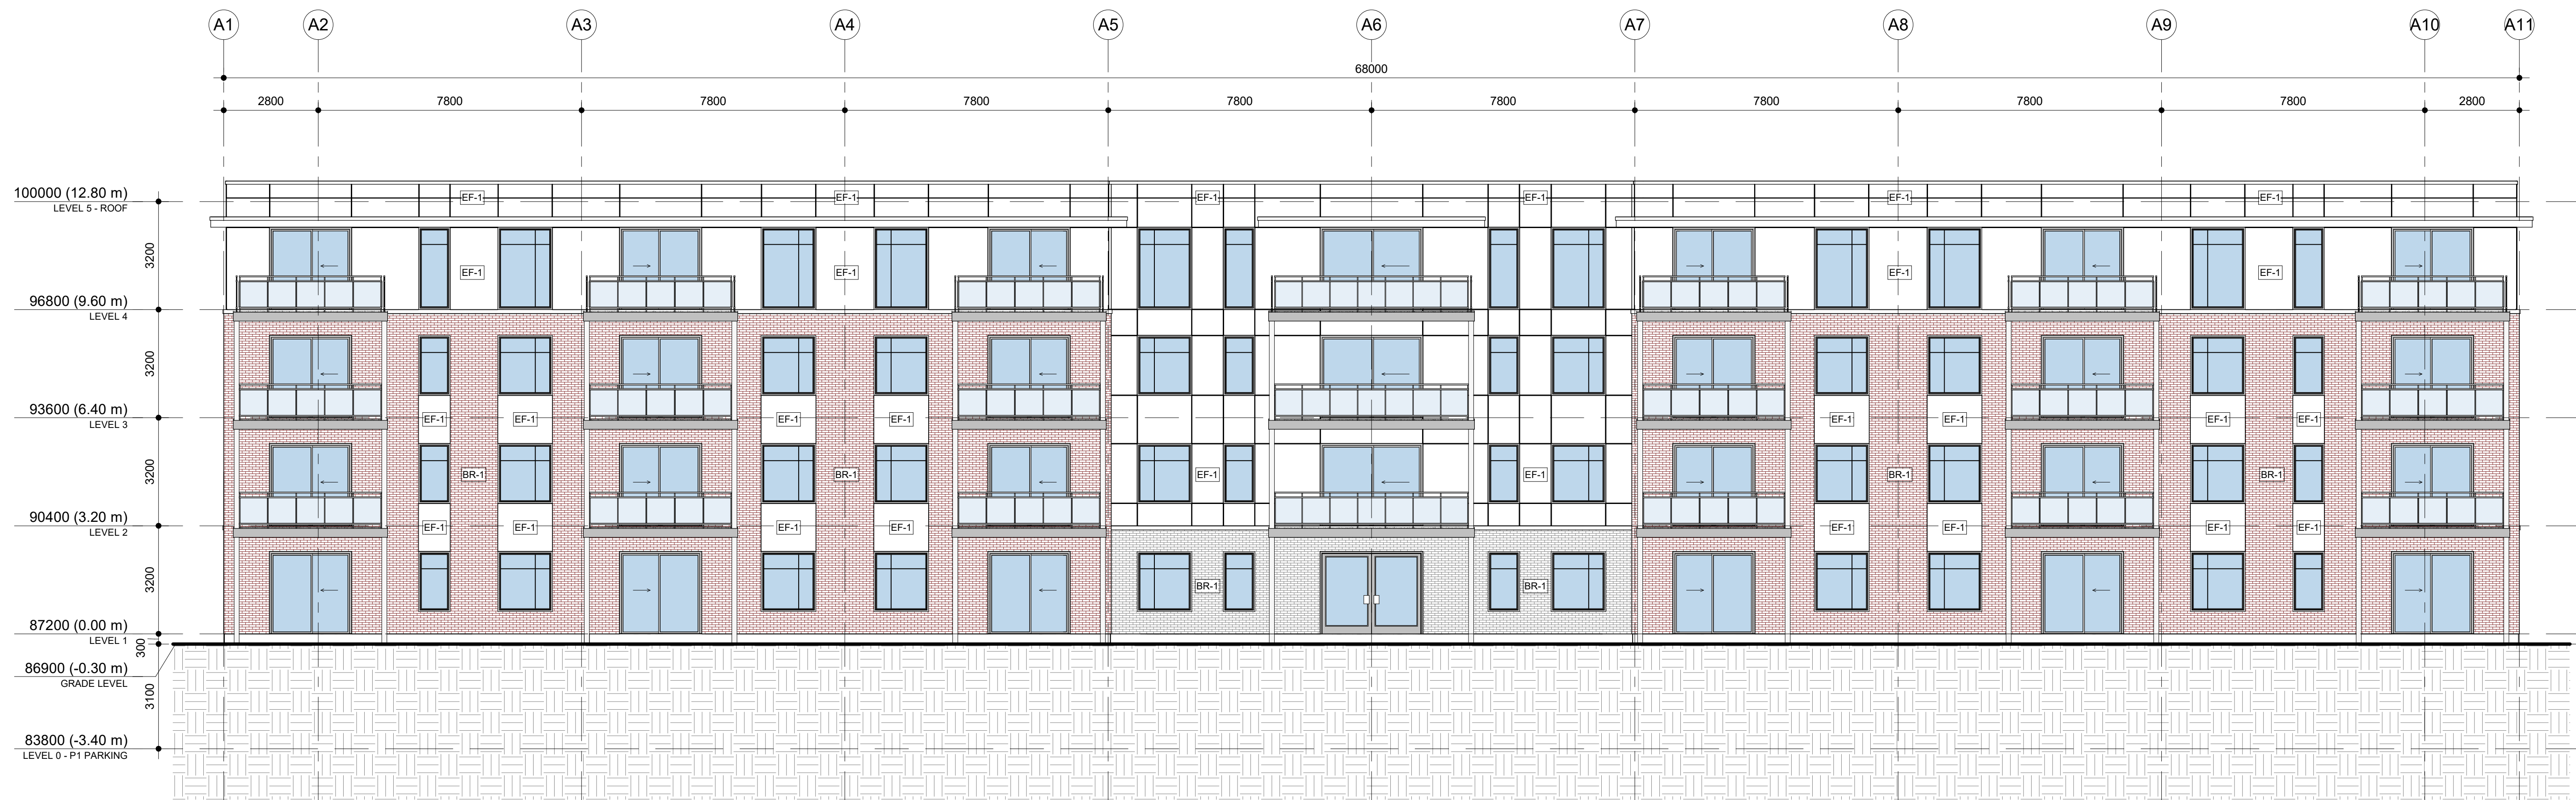 A1 A2 A3 A4 A5 A6 A7 A8 A9 A10 A11
68000
2800 7800 7800 7800 7800 7800 7800 7800 7800 2800
100000 (12.80 m)
LEVEL 5 - ROOF
EF-1 EF-1 EF-1 EF-1 EF-1 EF-1
3200
EF-1 EF-1 EF-1 EF-1
96800 (9.60 m)
LEVEL 4
3200
93600 (6.40 m)
LEVEL 3
EF-1 EF-1 EF-1 EF-1 EF-1 EF-1 EF-1 EF-1
3200
BR-1 BR-1 EF-1 EF-1 BR-1 BR-1
90400 (3.20 m)
LEVEL 2
EF-1 EF-1 EF-1 EF-1 EF-1 EF-1 EF-1 EF-1
3200
BR-1 BR-1
87200 (0.00 m)
LEVEL 1
300
86900 (-0.30 m)
GRADE LEVEL
3100
83800 (-3.40 m)
LEVEL 0 - P1 PARKING